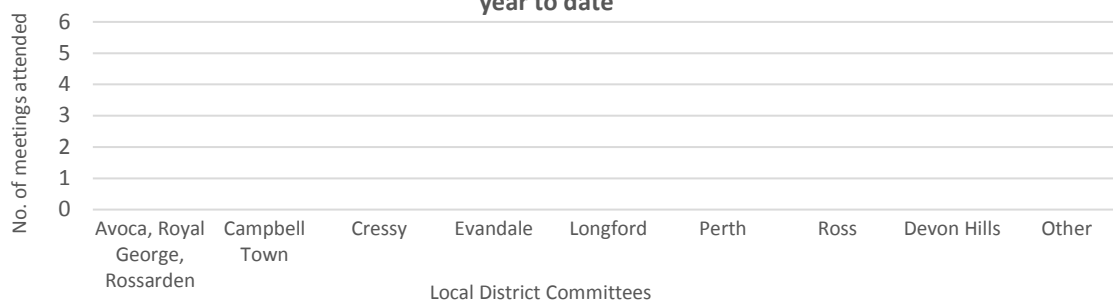 year to date
No. of meetings attended
6
5
4
3
2
1
0
Avoca, Royal
George,
Rossarden
Campbell
Town
Cressy
Evandale
Longford
Perth
Ross
Devon Hills
Other
Local District Committees